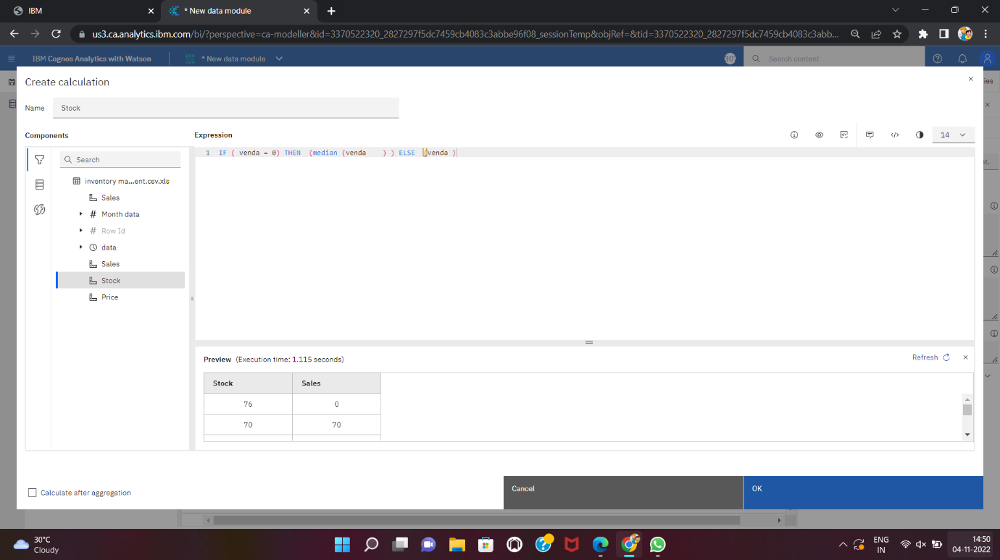 IBM
* New data module
us3.ca.analytics.ibm.com/bi/?perspective=ca-modeller&id=3370522320_2827297f5dc7459cb4083c3abbe96f08_sessionTemp&objRef=&tid=3370522320_2827297f5dc7459cb4083c3abb...
IBM Cognos Analytics with Watson
* New data module
Search content
Create calculation
ies
Name
Stock
Components
Expression
14
Search
1 IF ( venda = 0) THEN (median (venda ) ) ELSE (venda )
inventory ma...ent.csv.xls
Sales
Month data
Row Id
data
Sales
Stock
Price
Preview (Execution time: 1.115 seconds)
Refresh
Stock Sales
76 0
70 70
Calculate after aggregation
Cancel
OK
30°C
Cloudy
ENG
IN
14:50
04-11-2022